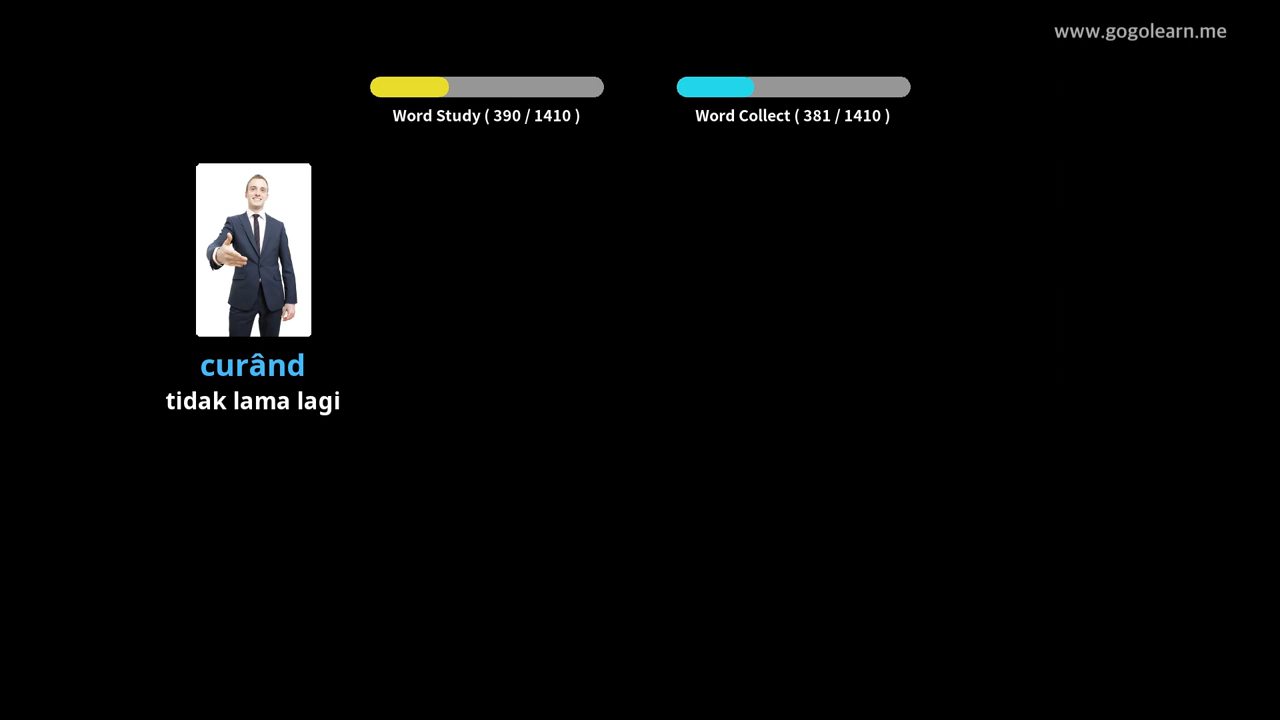 www.gogolearn.me
Word Study ( 390 / 1410 )
Word Collect ( 381 / 1410 )
curând
tidak lama lagi